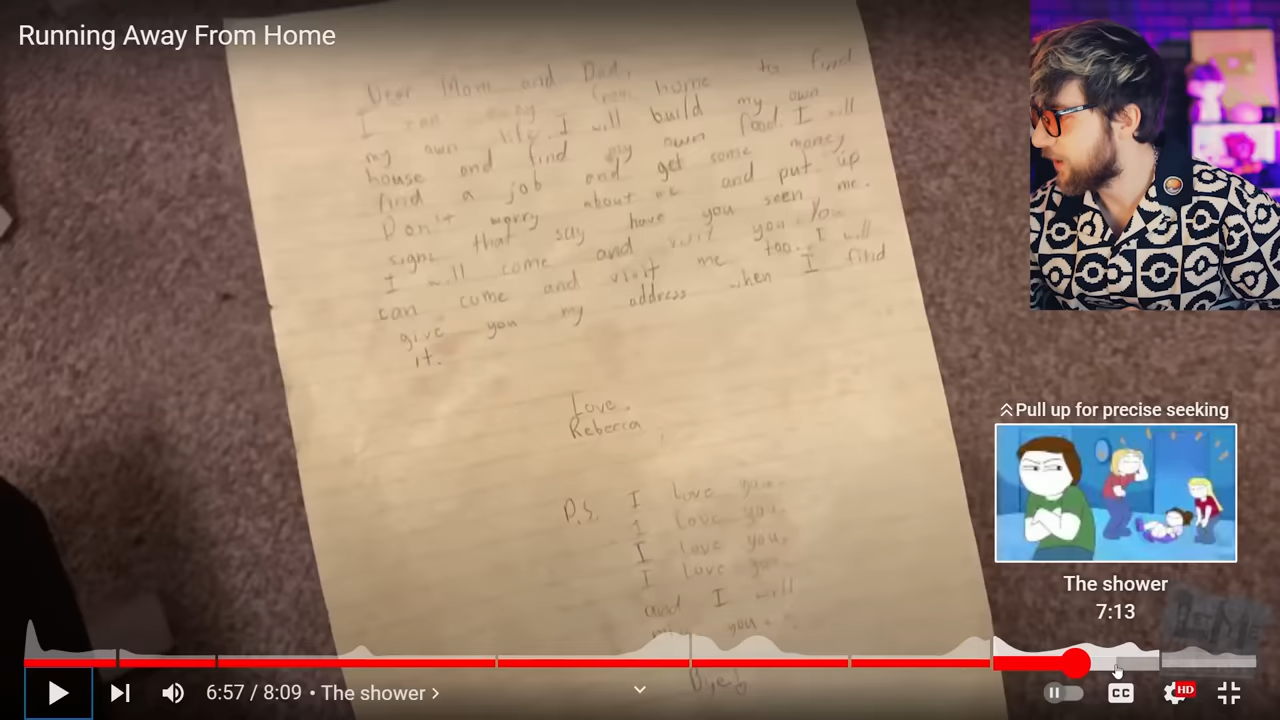 Running Away From Home
Dear Mom and Dad,
I ran away from home to find
my own life. I will build my own
house and find my own food. I will
find a job and get some money
Don't worry about me and put up
signs that say have you seen me.
I will come and visit you. You
can come and visit me too. I will
give you my address when I find
it.
Love,
Rebecca
P.S. I love you.
I love you.
I love you.
I love you.
and I will
you.
Pull up for precise seeking
The shower
7:13
6:57 / 8:09 • The shower >
CC
HD